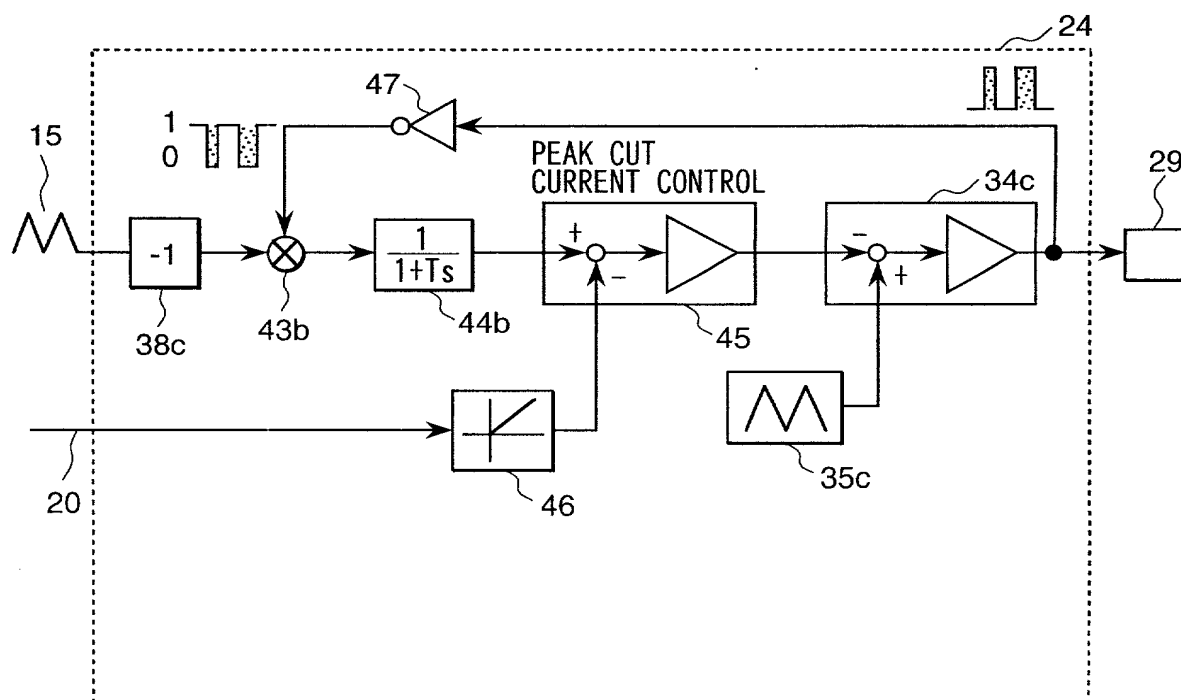 24
47
1
0
15
PEAK CUT
CURRENT CONTROL
34c
29
-1
1
1+Ts
+
-
-
+
38c
43b
44b
45
35c
20
46